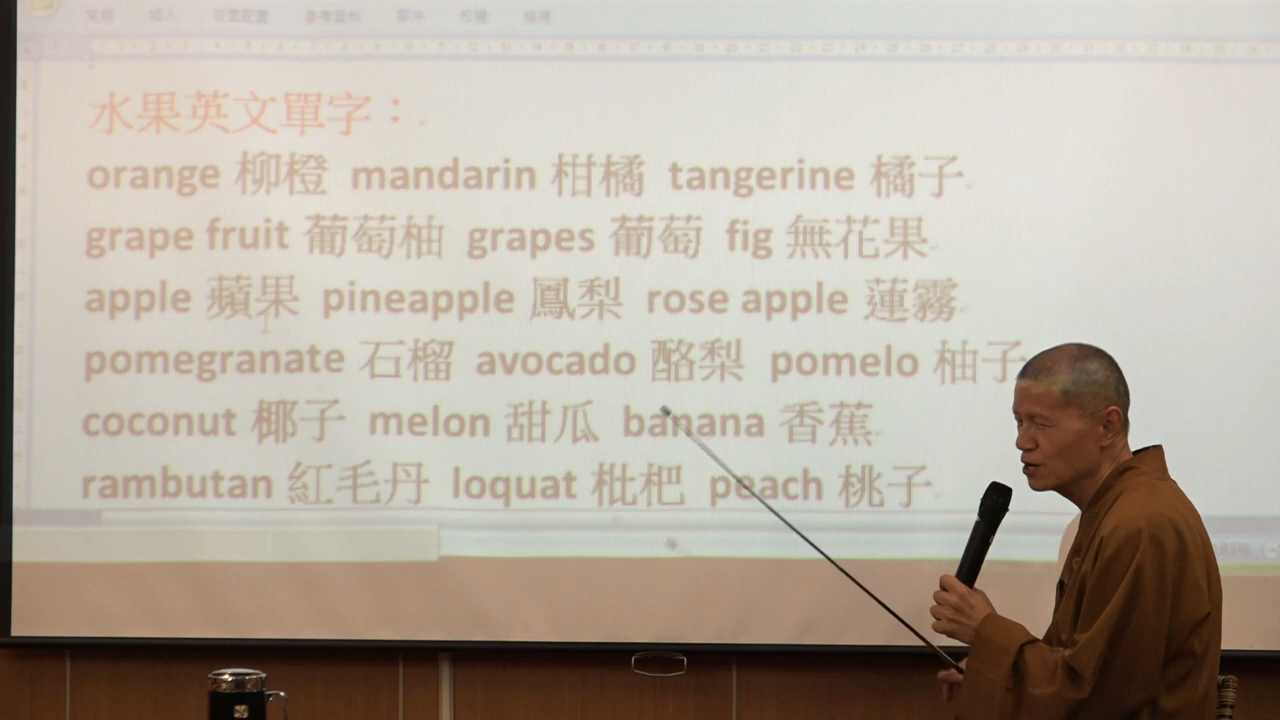 水果英文單字：
orange 柳橙 mandarin 柑橘 tangerine 橘子
grape fruit 葡萄柚 grapes 葡萄 fig 無花果
apple 蘋果 pineapple 鳳梨 rose apple 蓮霧
pomegranate 石榴 avocado 酪梨 pomelo 柚子
coconut 椰子 melon 甜瓜 banana 香蕉
rambutan 紅毛丹 loquat 枇杷 peach 桃子